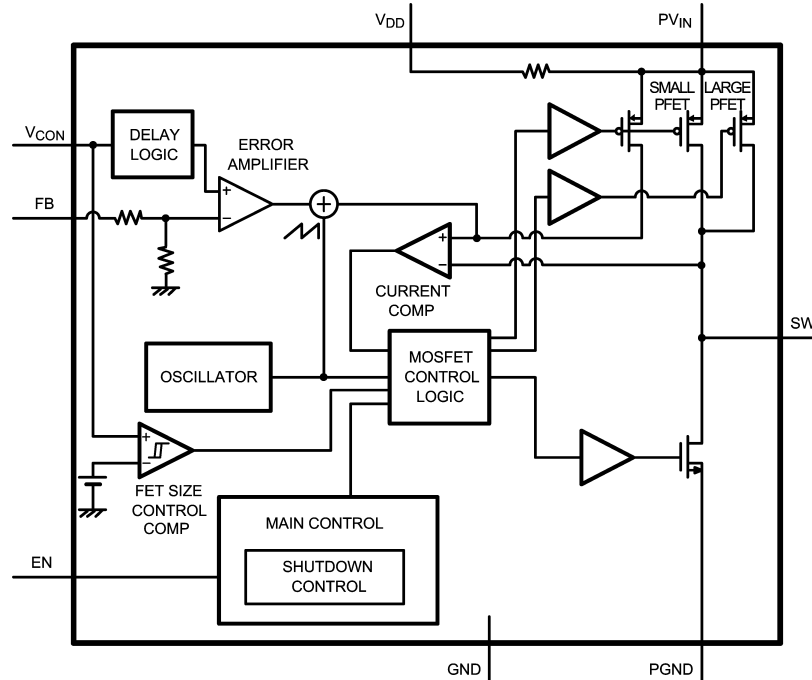 VDD
PVIN
SMALL
PFET
LARGE
PFET
VCON
DELAY
LOGIC
ERROR
AMPLIFIER
+
−
FB
+
+
−
CURRENT
COMP
SW
OSCILLATOR
MOSFET
CONTROL
LOGIC
+
−
FET SIZE
CONTROL
COMP
MAIN CONTROL
SHUTDOWN
CONTROL
EN
GND
PGND